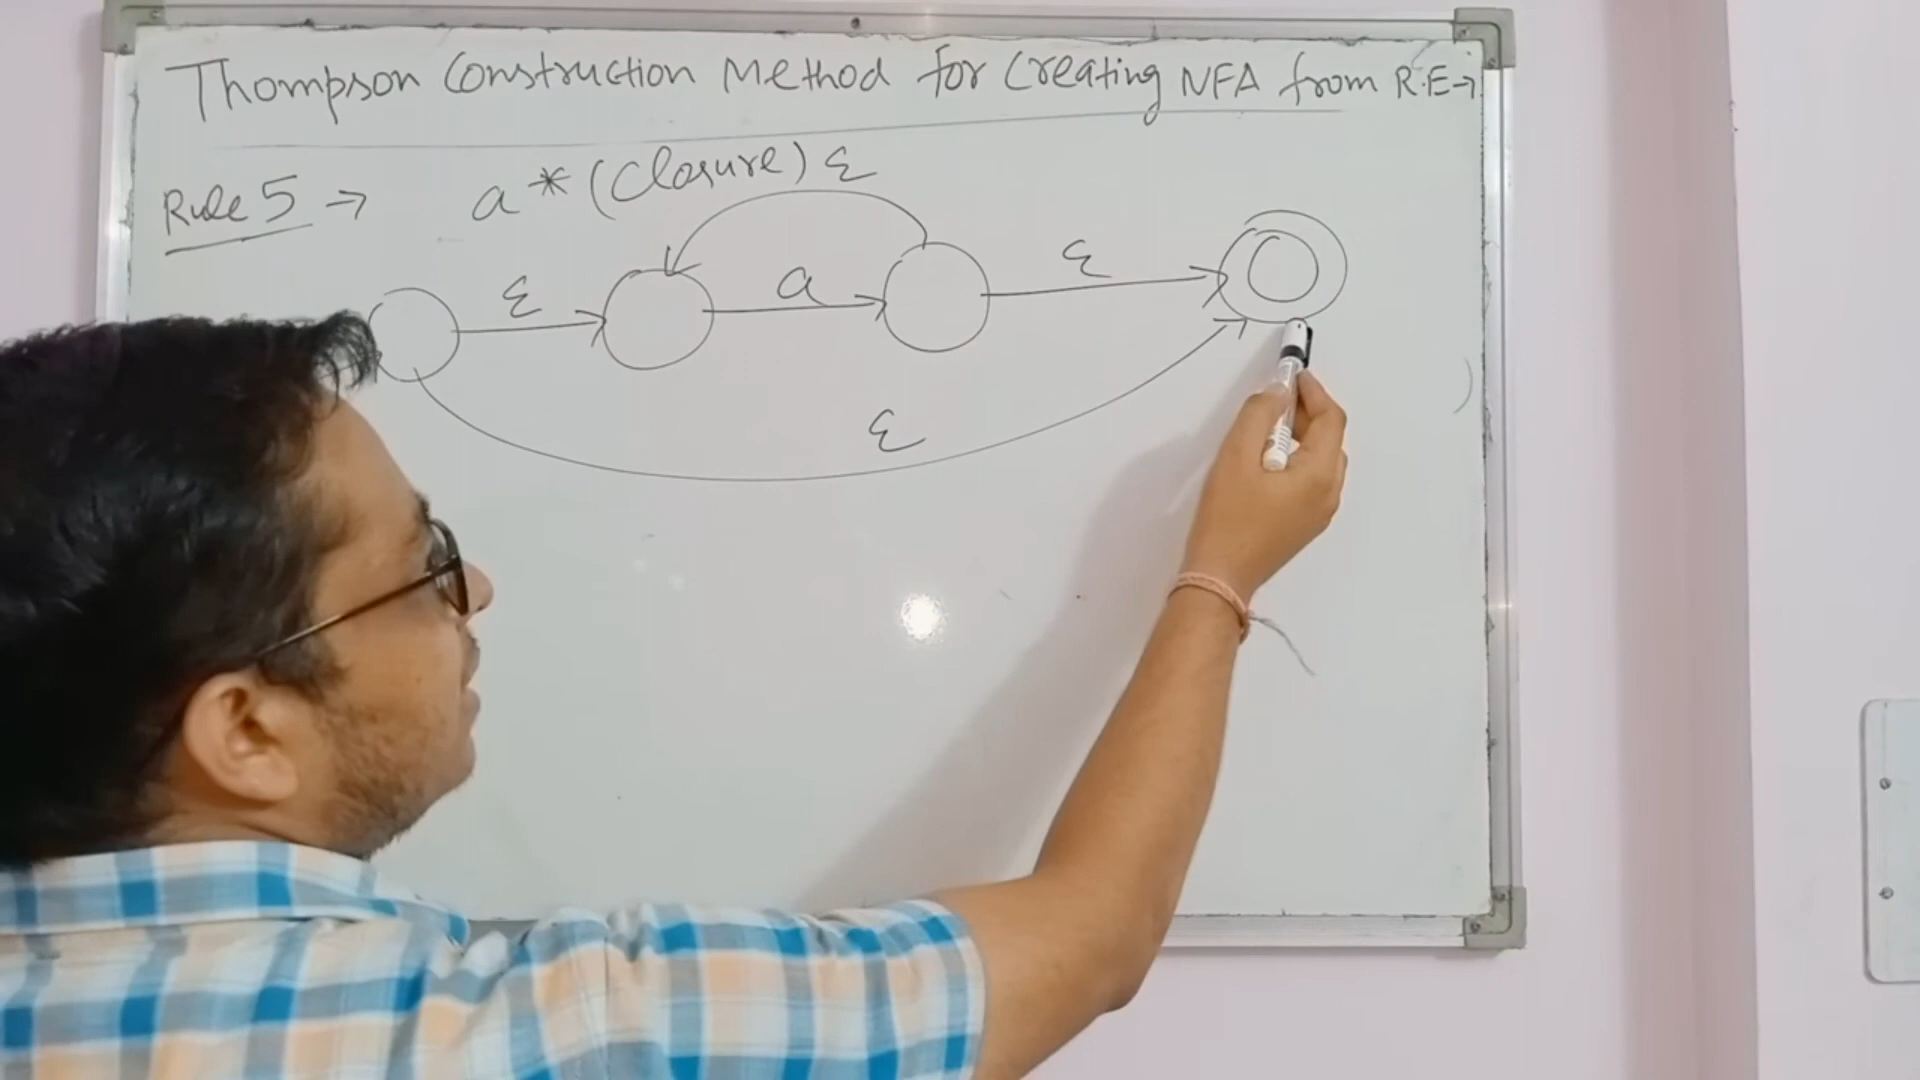 Thompson Construction Method for Creating NFA from R.E→
Rule 5 → a* (Closure) ε
ε a ε
ε